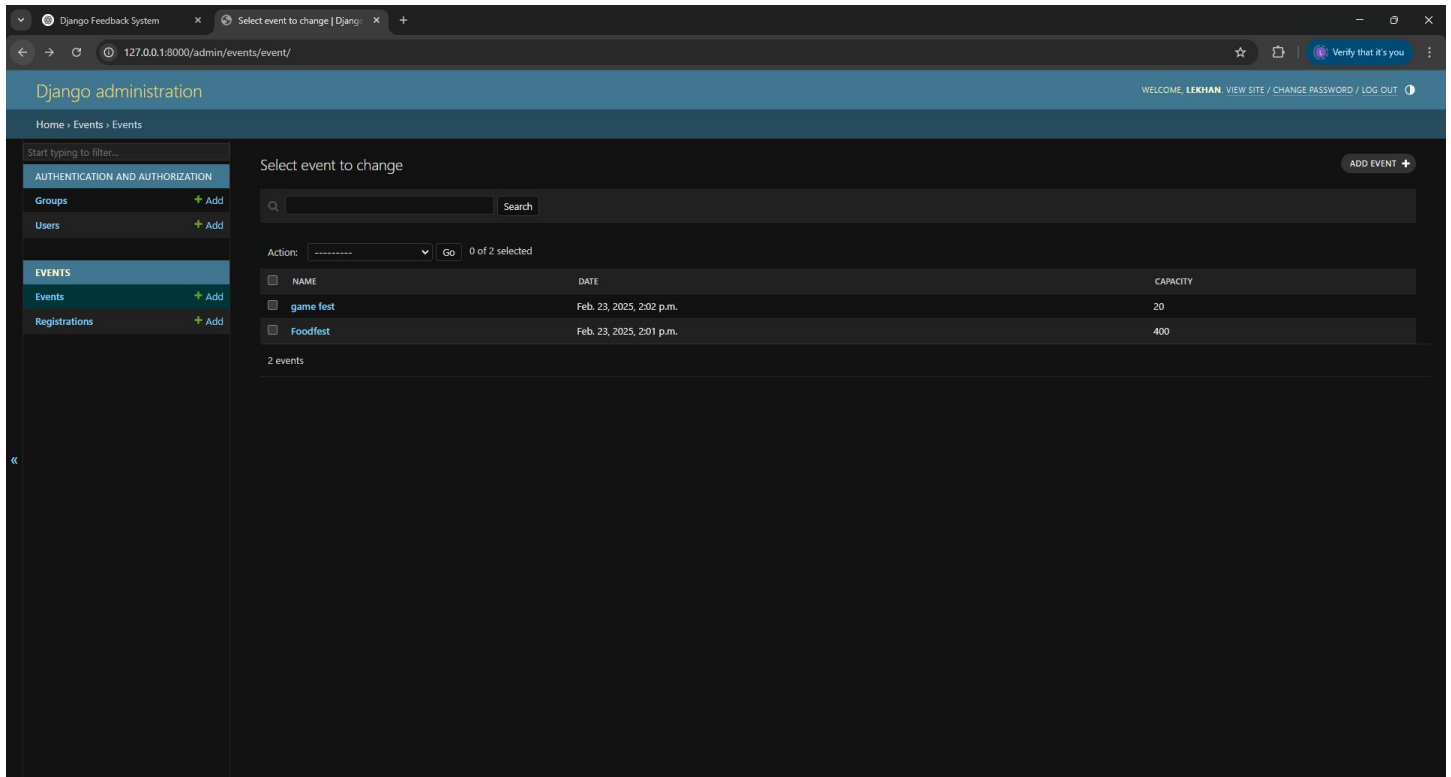 Django Feedback System
Select event to change | Djang
127.0.0.1:8000/admin/events/event/
Verify that it's you
Django administration
WELCOME, LEKHAN. VIEW SITE / CHANGE PASSWORD / LOG OUT
Home › Events › Events
Start typing to filter...
AUTHENTICATION AND AUTHORIZATION
Groups + Add
Users + Add
EVENTS
Events + Add
Registrations + Add
«
Select event to change
ADD EVENT +
Search
Action: --------- Go 0 of 2 selected
NAME DATE CAPACITY
game fest Feb. 23, 2025, 2:02 p.m. 20
Foodfest Feb. 23, 2025, 2:01 p.m. 400
2 events